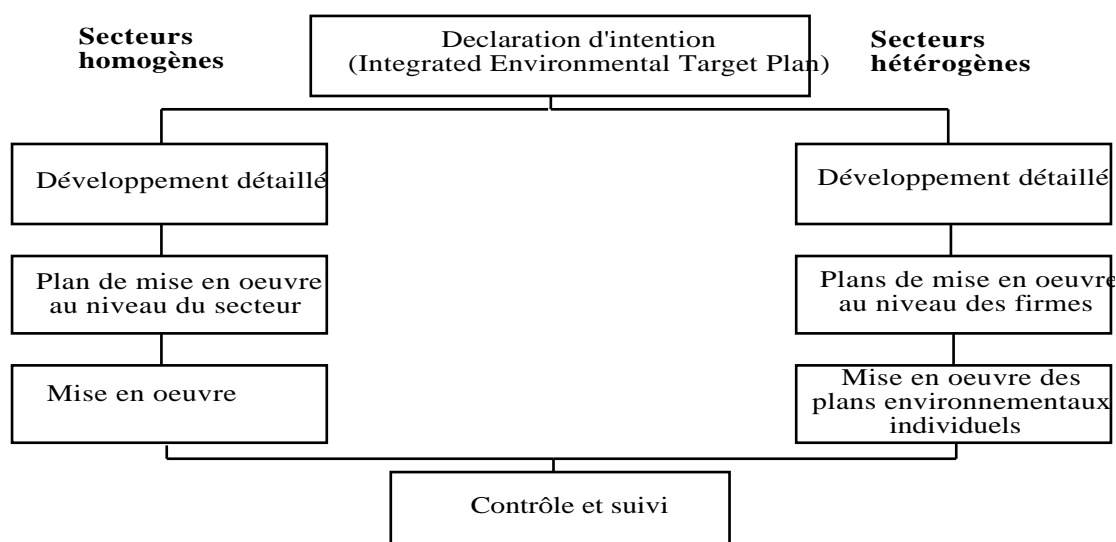 Secteurs
homogènes
Declaration d'intention
(Integrated Environmental Target Plan)
Secteurs
hétérogènes
Développement détaillé
Développement détaillé
Plan de mise en oeuvre
au niveau du secteur
Plans de mise en oeuvre
au niveau des firmes
Mise en oeuvre
Mise en oeuvre des
plans environnementaux
individuels
Contrôle et suivi